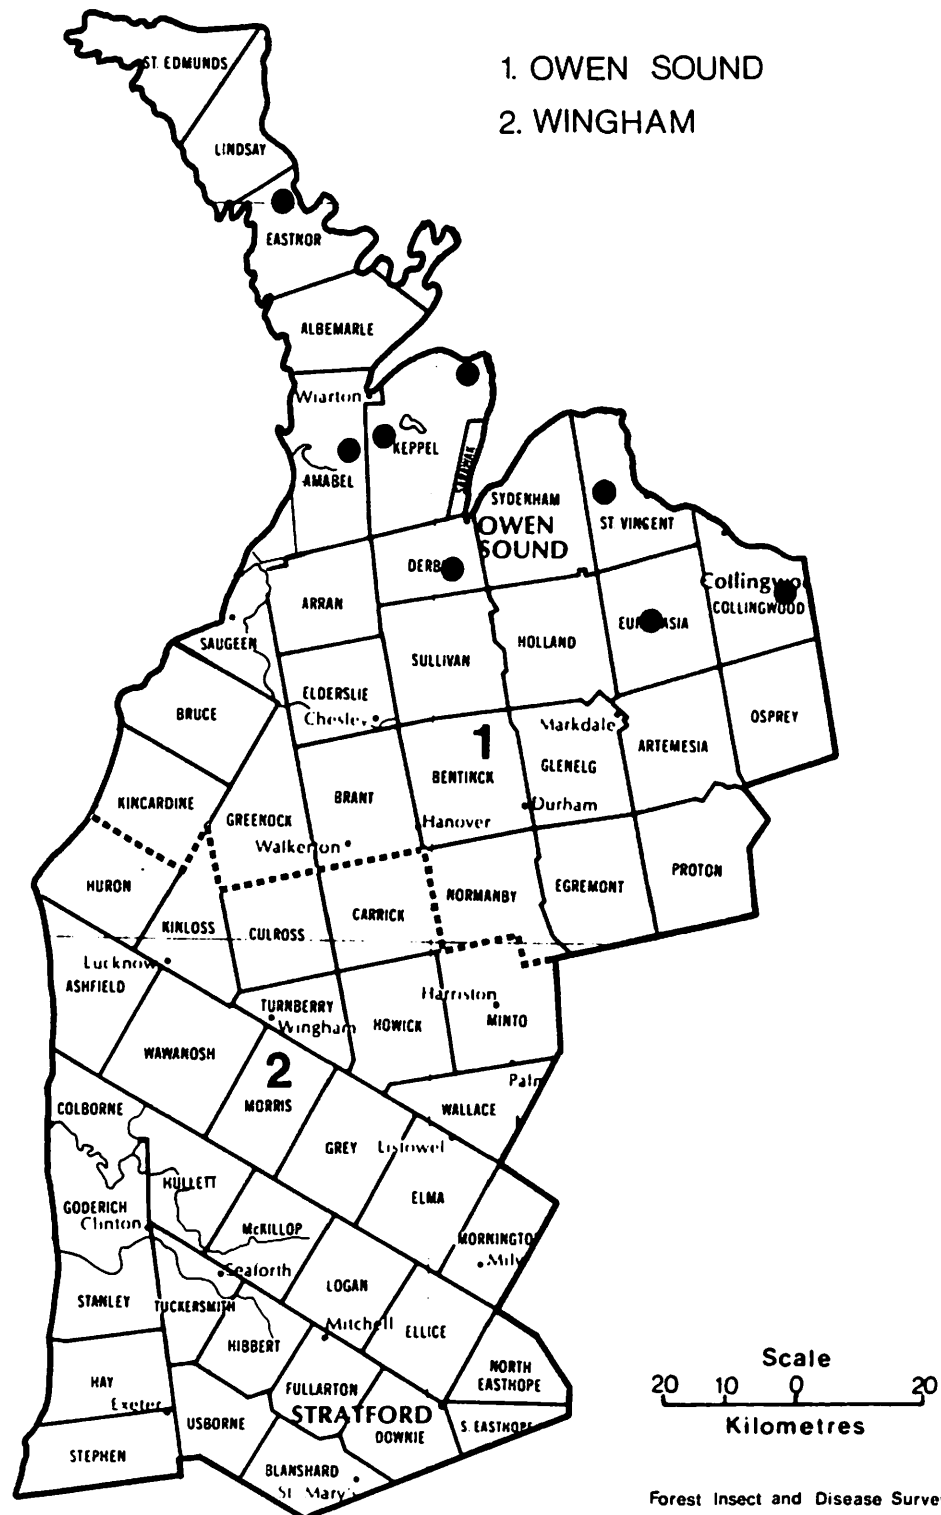 1. OWEN SOUND
2. WINGHAM
ST. EDMUNDS
LINDSAY
EASTNOR
ALBEMARLE
Wiarton
KEPPEL
AMABEL
SARAWAK
SYDENHAM
ST VINCENT
OWEN
SOUND
DERB
Collingwo
COLLINGWOOD
ARRAN
EUPHRASIA
SAUGEEN
HOLLAND
SULLIVAN
ELDERSLIE
Chesley
BRUCE
OSPREY
Markdale
1
ARTEMESIA
GLENELG
BENTINCK
BRANT
KINCARDINE
Durham
GREENOCK
Hanover
Walkerton
PROTON
HURON
EGREMONT
NORMANBY
CARRICK
KINLOSS
CULROSS
Lucknow
ASHFIELD
Harriston
TURNBERRY
MINTO
Wingham
HOWICK
WAWANOSH
2
Palm
MORRIS
COLBORNE
WALLACE
GREY
Listowel
HULLETT
ELMA
GODERICH
Clinton
McKILLOP
MORNINGTO
Milv
Seaforth
LOGAN
STANLEY
TUCKERSMITH
Mitchell
ELLICE
HIBBERT
NORTH
EASTHOPE
HAY
FULLARTON
Exeter
STRATFORD
USBORNE
DOWNIE
S. EASTHOPE
STEPHEN
BLANSHARD
St. Mary's
Scale
20 10 0 20
Kilometres
Forest Insect and Disease Surve